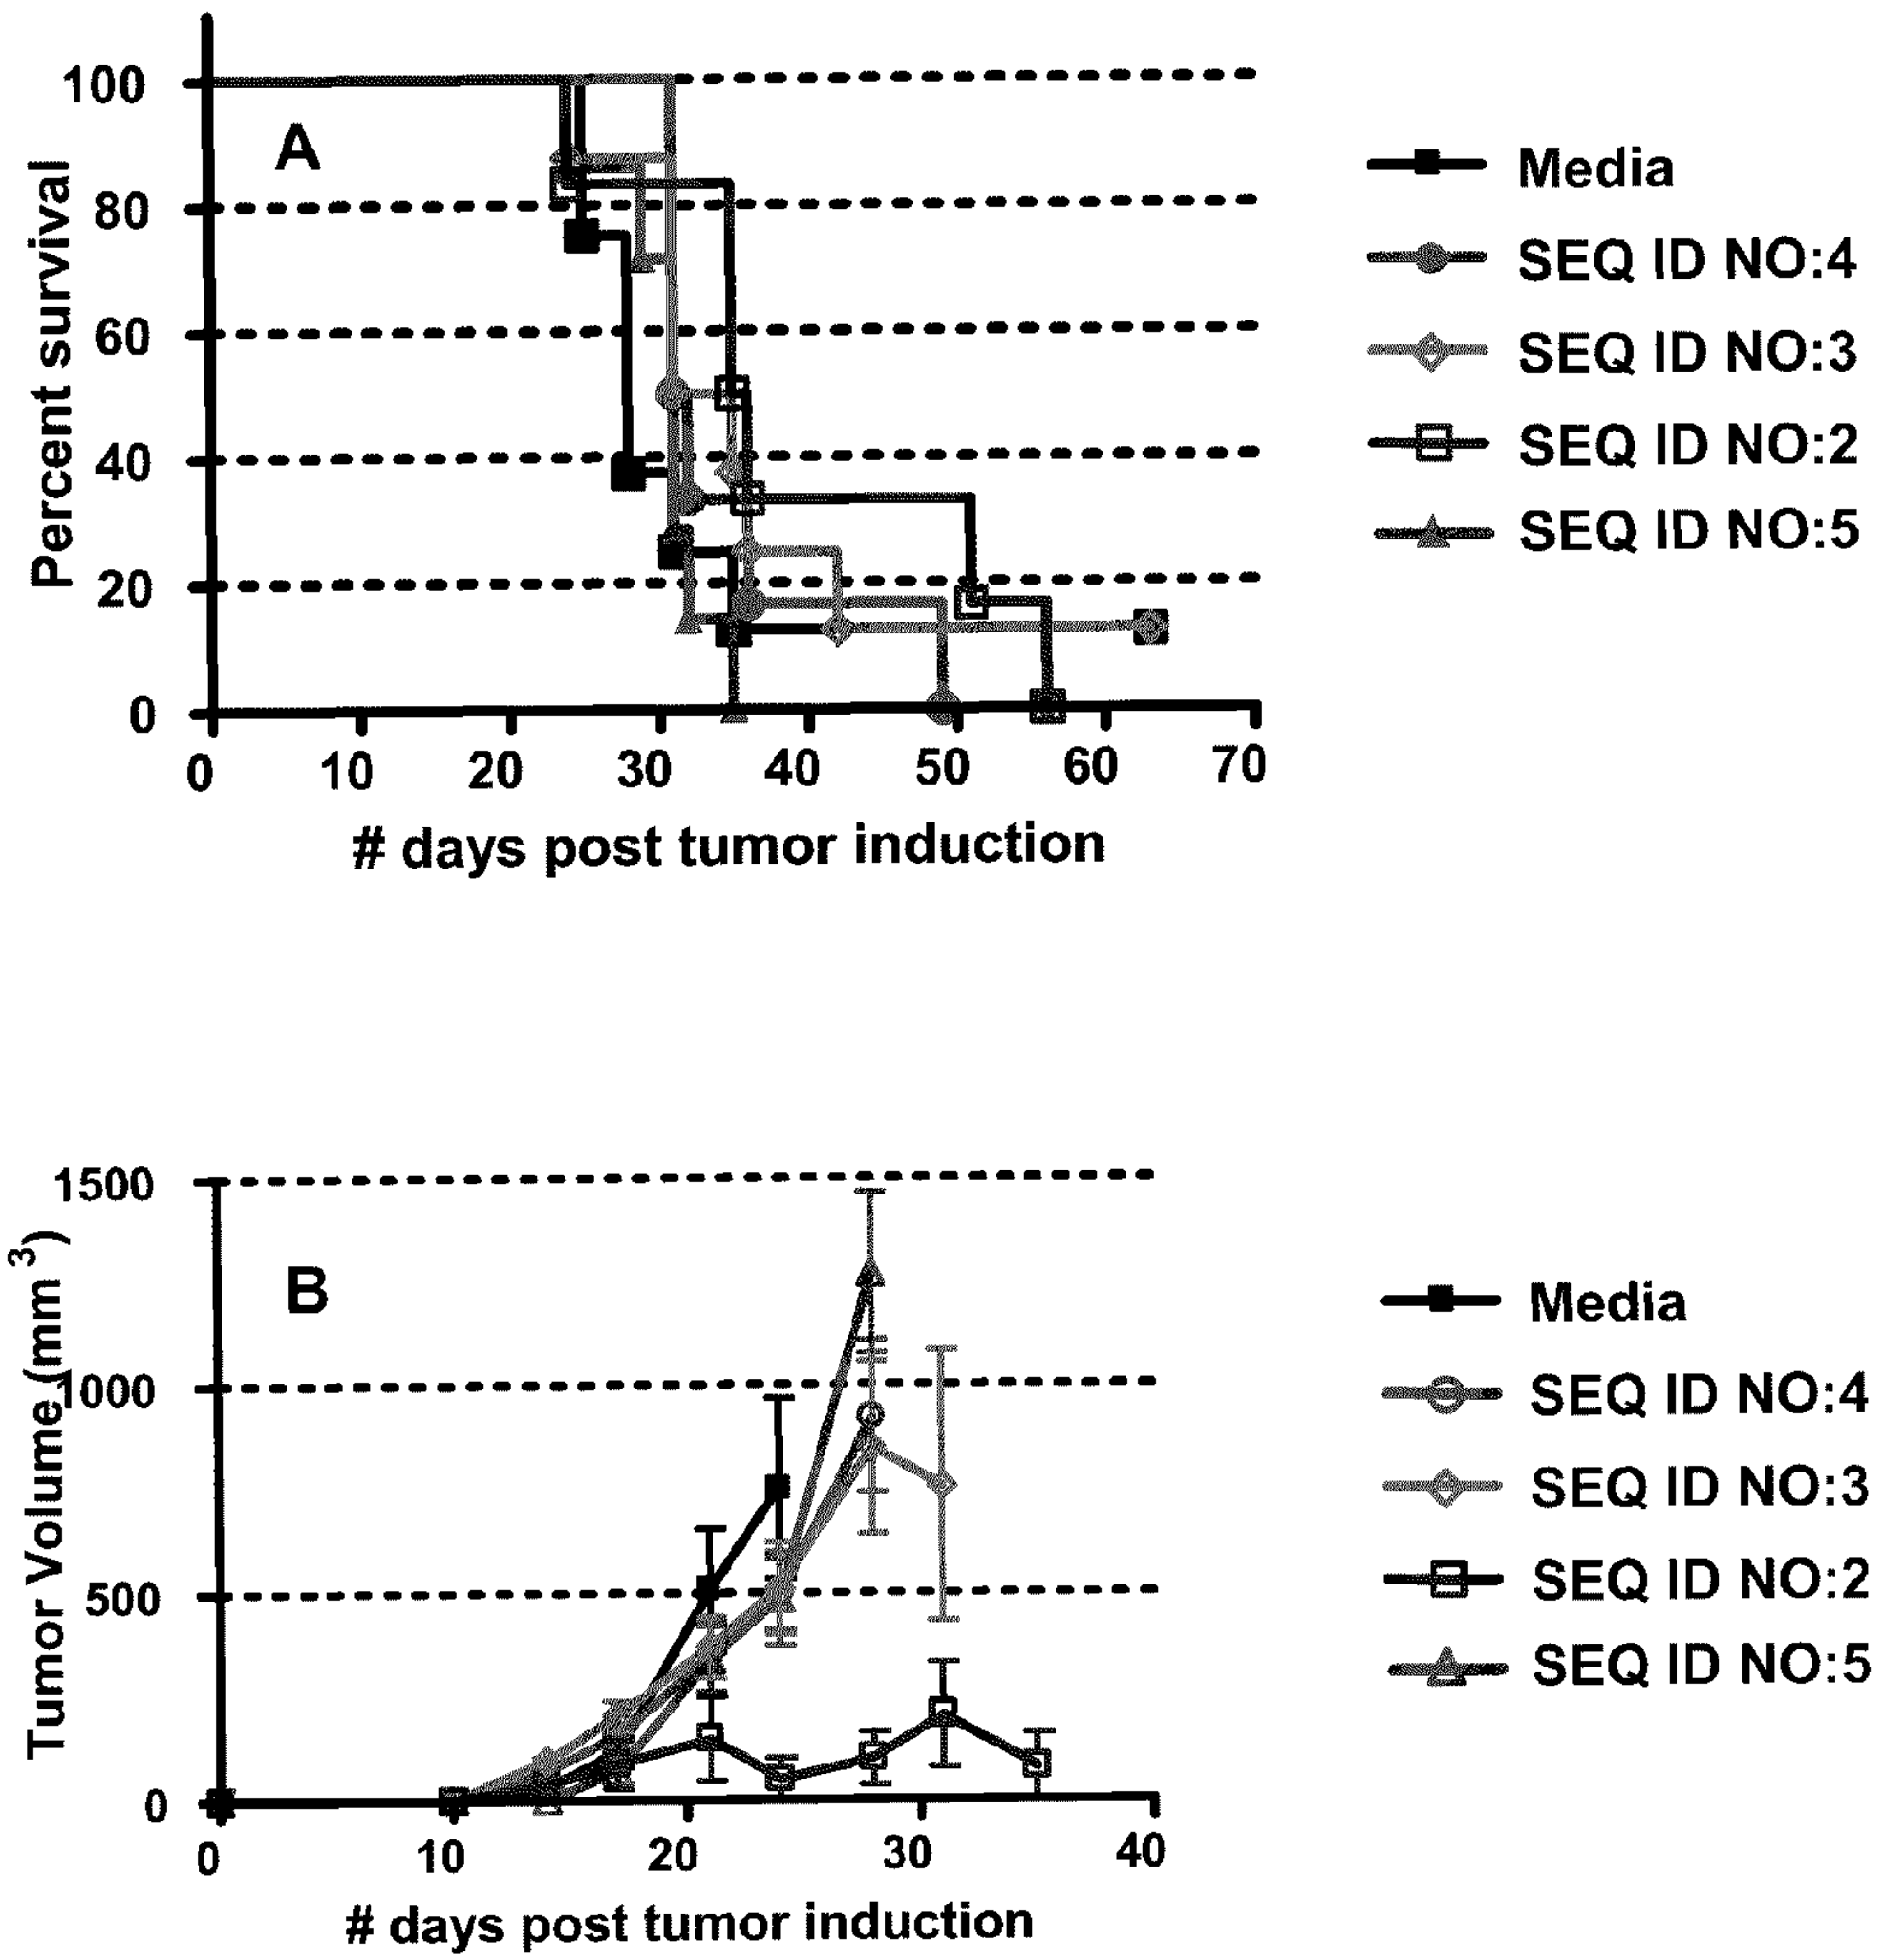 A
Percent survival
100
80
60
40
20
0
0 10 20 30 40 50 60 70
# days post tumor induction
Media
SEQ ID NO:4
SEQ ID NO:3
SEQ ID NO:2
SEQ ID NO:5
B
Tumor Volume (mm³)
1500
1000
500
0
0 10 20 30 40
# days post tumor induction
Media
SEQ ID NO:4
SEQ ID NO:3
SEQ ID NO:2
SEQ ID NO:5